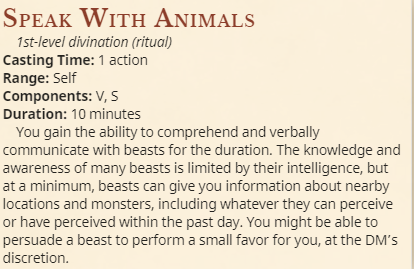 Speak With Animals
1st-level divination (ritual)
Casting Time: 1 action
Range: Self
Components: V, S
Duration: 10 minutes
You gain the ability to comprehend and verbally
communicate with beasts for the duration. The knowledge and
awareness of many beasts is limited by their intelligence, but
at a minimum, beasts can give you information about nearby
locations and monsters, including whatever they can perceive
or have perceived within the past day. You might be able to
persuade a beast to perform a small favor for you, at the DM’s
discretion.